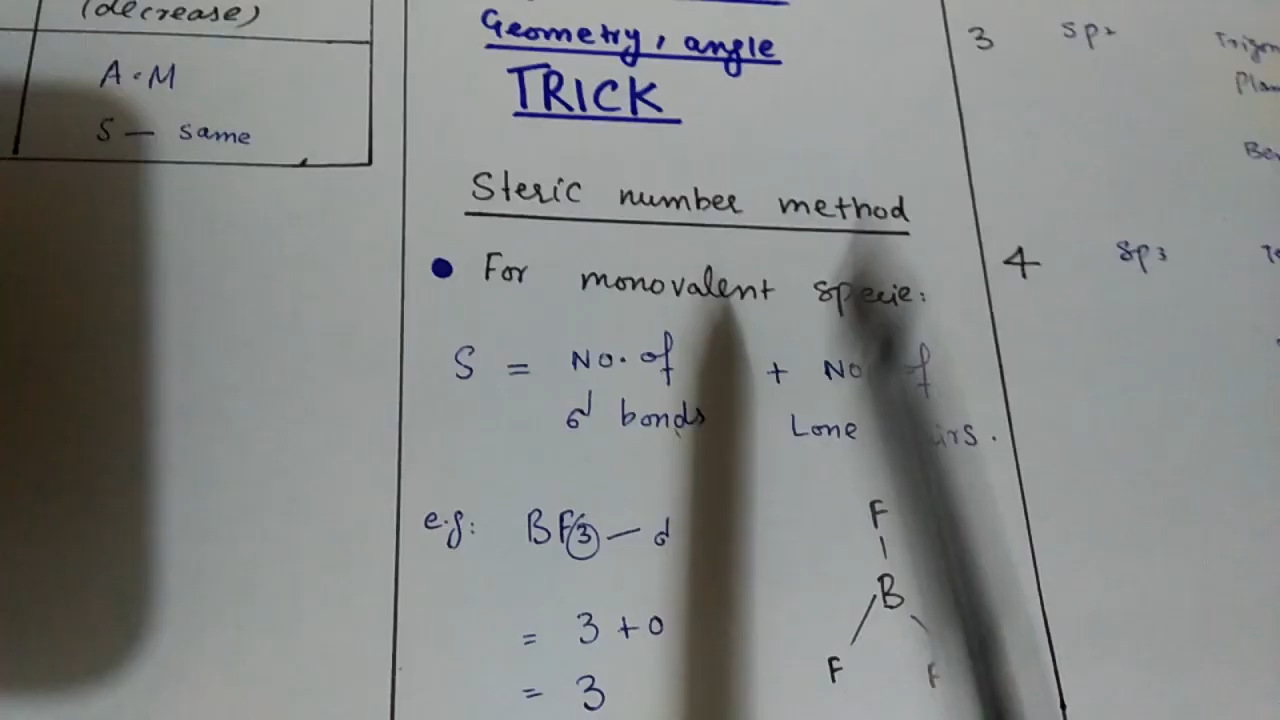 (decrease)
A.M
S — same
Geometry, angle
TRICK
Steric number method
• For monovalent specie:
S = No. of + No of
σ bonds Lone
e.g: BF3 — σ
= 3 + 0
= 3
F
B
F F
3 Sp2
4 Sp3